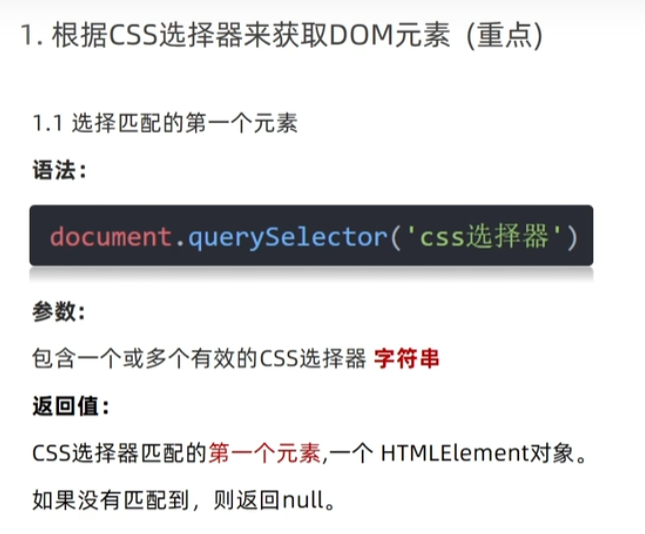 1. 根据CSS选择器来获取DOM元素 (重点)
1.1 选择匹配的第一个元素
语法：
document.querySelector('css选择器')
参数:
包含一个或多个有效的CSS选择器 字符串
返回值：
CSS选择器匹配的第一个元素,一个 HTMLElement对象。
如果没有匹配到，则返回null。